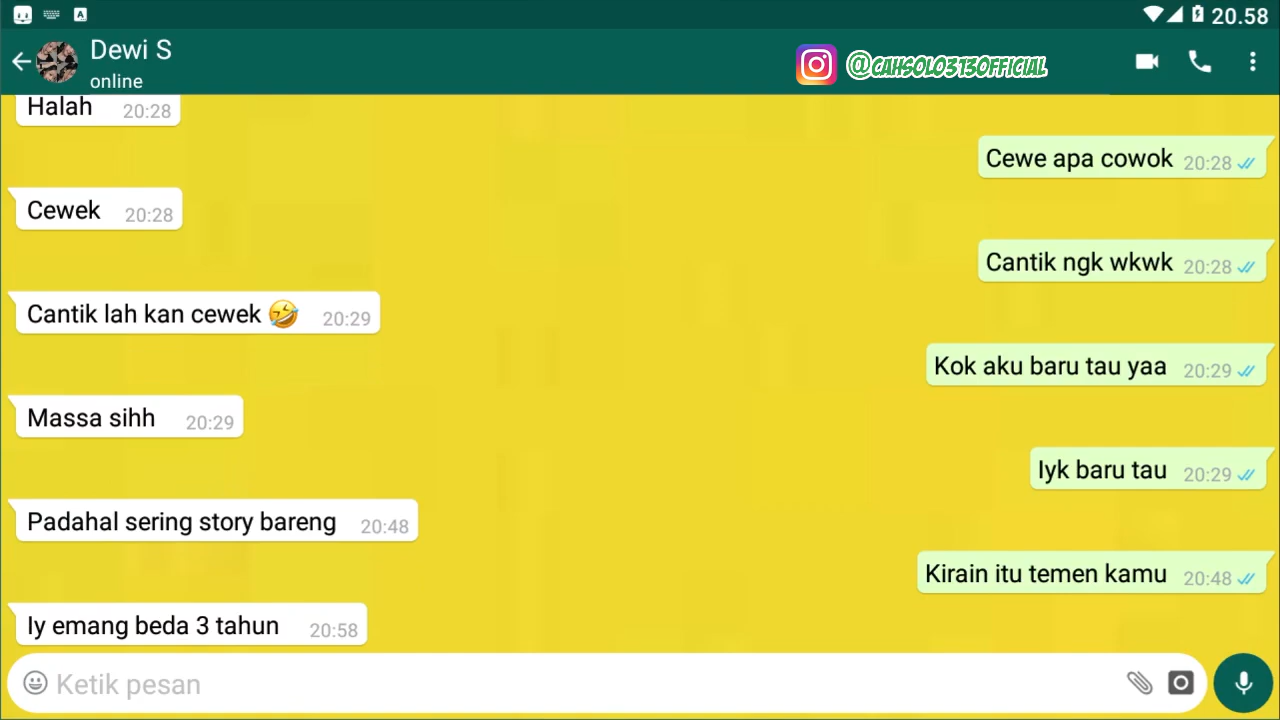 A
20.58
Dewi S
online
@CAHSOLO313OFFICIAL
Halah 20:28
Cewe apa cowok 20:28
Cewek 20:28
Cantik ngk wkwk 20:28
Cantik lah kan cewek 🤣 20:29
Kok aku baru tau yaa 20:29
Massa sihh 20:29
Iyk baru tau 20:29
Padahal sering story bareng 20:48
Kirain itu temen kamu 20:48
Iy emang beda 3 tahun 20:58
Ketik pesan